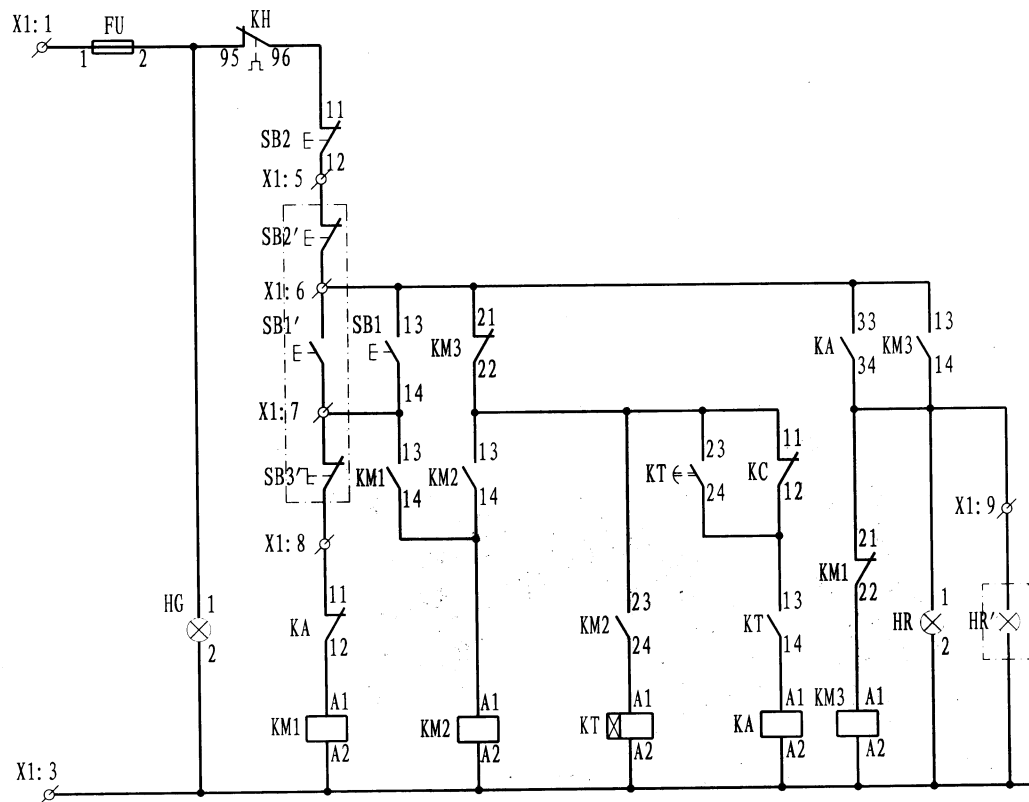 X1:1 FU KH
1 2 95 96
11
SB2
12
X1:5
SB2'
X1:6
SB1' SB1 13 KM3 21 KA 33 KM3 13
14 22 34 14
X1:7
SB3' KM1 13 KM2 13 KT 23 KC 11
14 14 24 12
X1:9
X1:8
KM1 21
22
HG 1 KA 11 KM2 23 KT 13 HR 1 HR'
2 12 24 14 2
KM1 A1 KM2 A1 KT A1 KA A1 KM3 A1
A2 A2 A2 A2 A2
X1:3